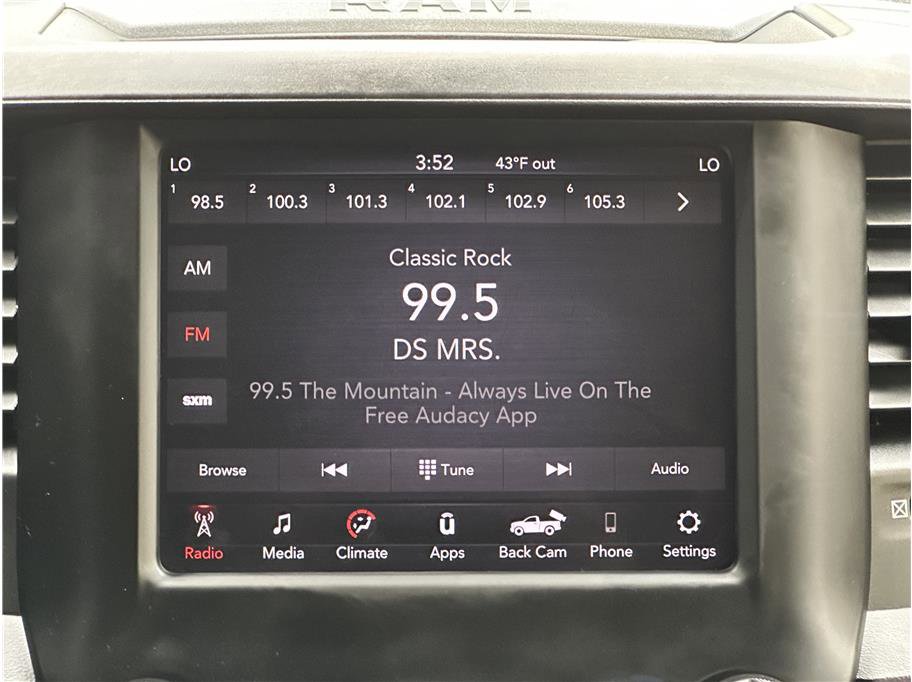 RAM
LO 3:52 43°F out LO
1 98.5 2 100.3 3 101.3 4 102.1 5 102.9 6 105.3
Classic Rock
AM
99.5
FM
DS MRS.
99.5 The Mountain - Always Live On The
sxm
Free Audacy App
Browse Tune Audio
Radio Media Climate Apps Back Cam Phone Settings